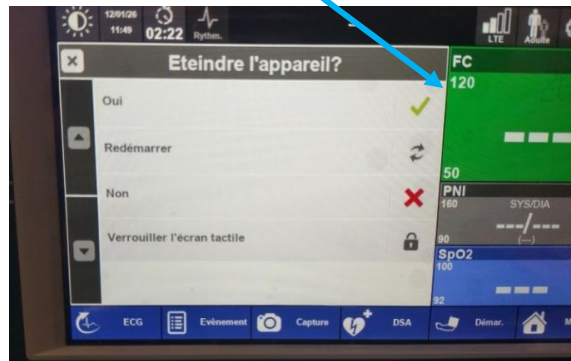 12/01/26
11:49
02:22
Rythm.
LTE
Adulte
Eteindre l'appareil?
Oui
Redémarrer
Non
Verrouiller l'écran tactile
FC
120
---
50
PNI
160
SYS/DIA
---/---
90
(---)
SpO2
100
---
92
ECG
Evènement
Capture
DSA
Démar.